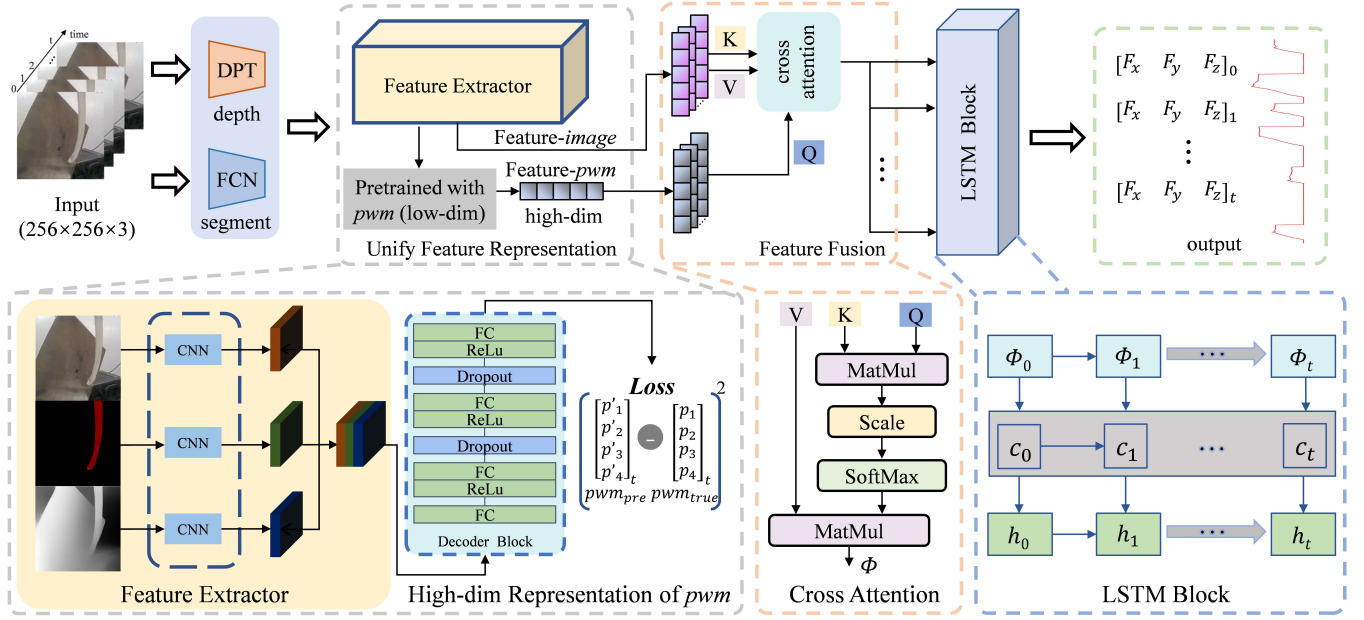 0
1
2
t
time
Input
(256×256×3)
DPT
depth
FCN
segment
Feature Extractor
Feature-image
Pretrained with
pwm (low-dim)
Feature-pwm
high-dim
Unify Feature Representation
K
V
Q
cross
attention
Feature Fusion
LSTM Block
[Fx Fy Fz]0
[Fx Fy Fz]1
[Fx Fy Fz]t
output
CNN
CNN
CNN
Feature Extractor
FC
ReLu
Dropout
FC
ReLu
Dropout
FC
ReLu
FC
Decoder Block
Loss
2
[p'1 p'2 p'3 p'4]t
−
[p1 p2 p3 p4]t
pwmpre pwmtrue
High-dim Representation of pwm
V K Q
MatMul
Scale
SoftMax
MatMul
Φ
Cross Attention
Φ0 Φ1 ··· Φt
c0 c1 ··· ct
h0 h1 ··· ht
LSTM Block